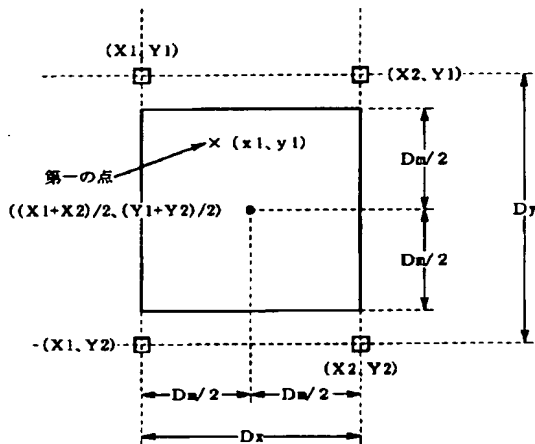 (X1、Y1)
(X2、Y1)
× (x1、y1)
第一の点
Dm/2
((X1+X2)/2、(Y1+Y2)/2)
Dy
Dm/2
(X1、Y2)
(X2、Y2)
Dm/2
Dm/2
Dx